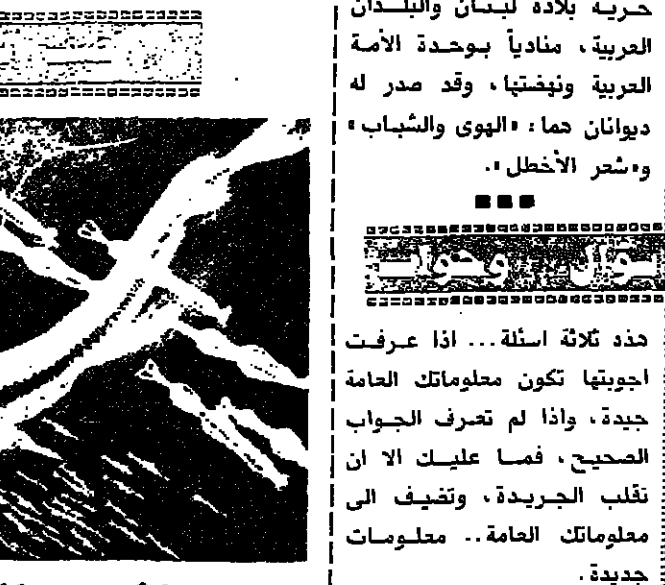 حرية بلاده لبنان والبلدان
العربية، منادياً بوحدة الأمة
العربية ونهضتها، وقد صدر له
ديوانان هما: «الهوى والشباب»
و«شعر الأخطل».
سؤال.. وجواب
هذه ثلاثة اسئلة... اذا عرفت
اجوبتها تكون معلوماتك العامة
جيدة، واذا لم تعرف الجواب
الصحيح، فما عليك الا ان
تقلب الجريدة، وتضيف الى
معلوماتك العامة.. معلومات
جديدة.